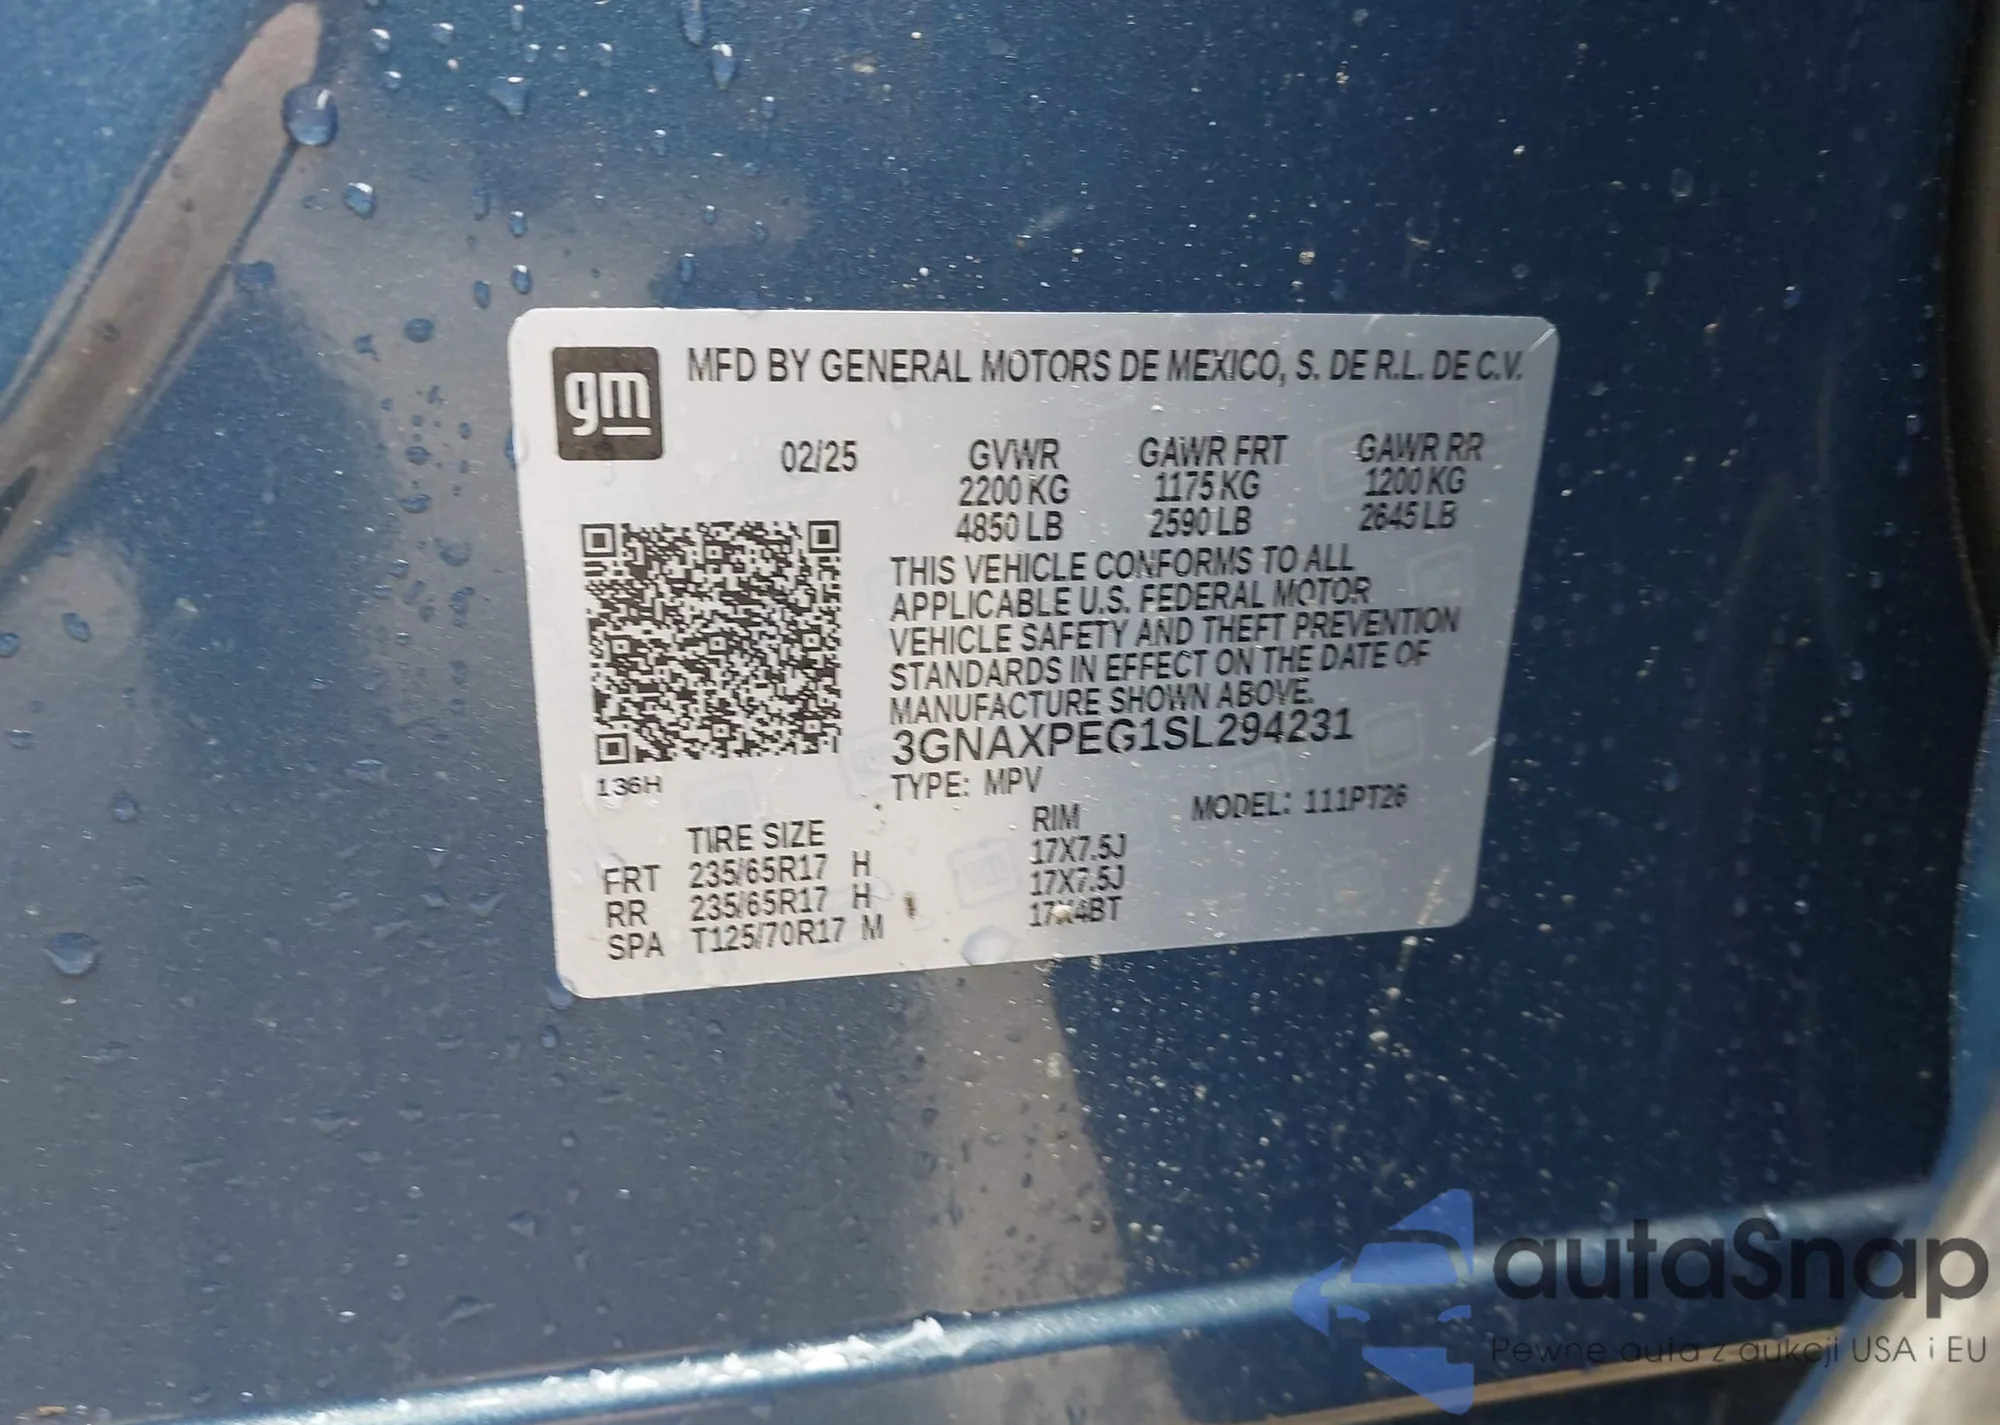 gm
MFD BY GENERAL MOTORS DE MEXICO, S. DE R.L. DE C.V.
02/25 GVWR GAWR FRT GAWR RR
2200 KG 1175 KG 1200 KG
4850 LB 2590 LB 2645 LB
THIS VEHICLE CONFORMS TO ALL
APPLICABLE U.S. FEDERAL MOTOR
VEHICLE SAFETY AND THEFT PREVENTION
STANDARDS IN EFFECT ON THE DATE OF
MANUFACTURE SHOWN ABOVE.
3GNAXPEG1SL294231
136H
TYPE: MPV MODEL: 111PT26
TIRE SIZE RIM
FRT 235/65R17 H 17X7.5J
RR 235/65R17 H 17X7.5J
SPA T125/70R17 M 17X4BT
autaSnap
Pewne auta z aukcji USA i EU